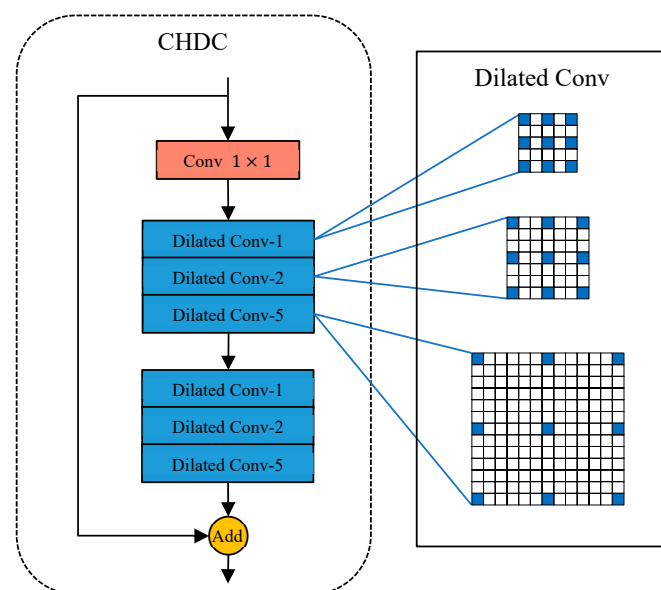 CHDC
Conv 1 × 1
Dilated Conv-1
Dilated Conv-2
Dilated Conv-5
Dilated Conv-1
Dilated Conv-2
Dilated Conv-5
Add
Dilated Conv